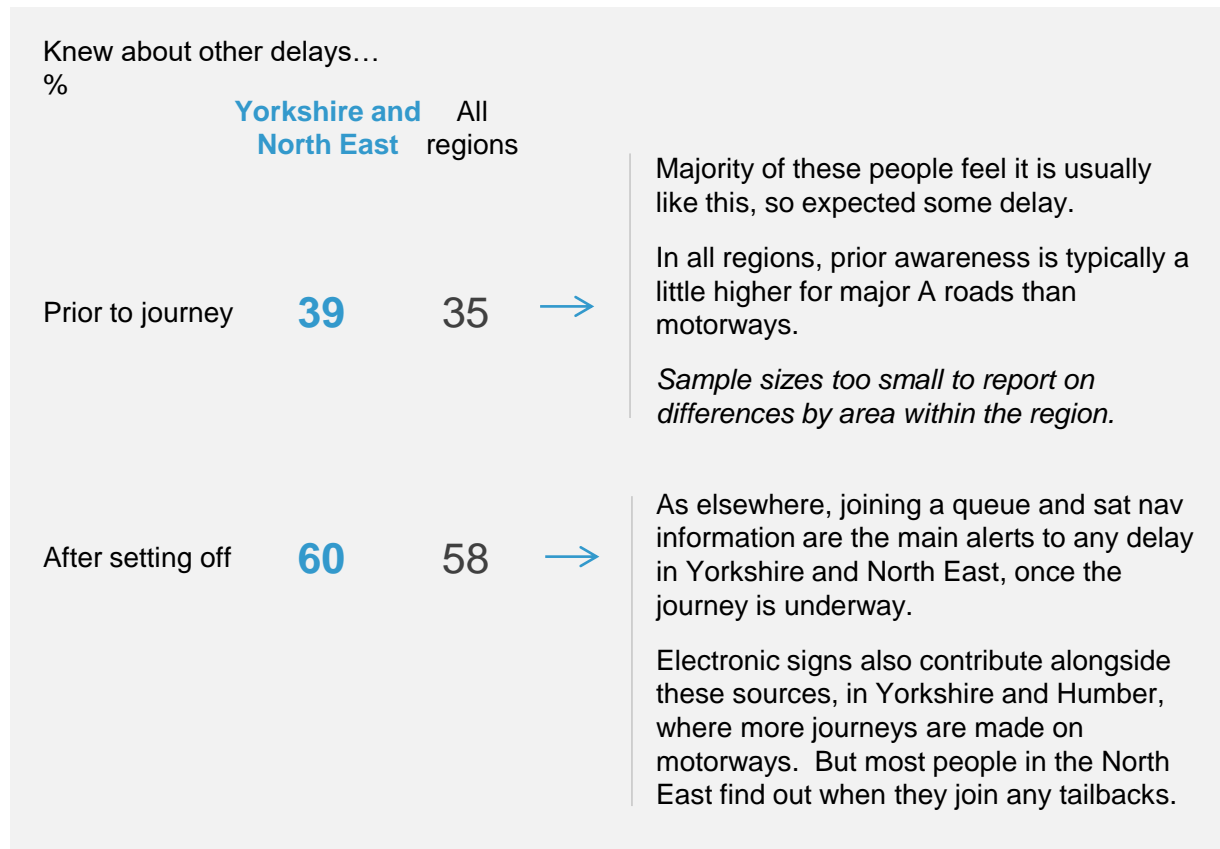 Knew about other delays…
%
Yorkshire and North East
All regions
Prior to journey 39 35
Majority of these people feel it is usually
like this, so expected some delay.
In all regions, prior awareness is typically a
little higher for major A roads than
motorways.
Sample sizes too small to report on
differences by area within the region.
After setting off 60 58
As elsewhere, joining a queue and sat nav
information are the main alerts to any delay
in Yorkshire and North East, once the
journey is underway.
Electronic signs also contribute alongside
these sources, in Yorkshire and Humber,
where more journeys are made on
motorways.  But most people in the North
East find out when they join any tailbacks.